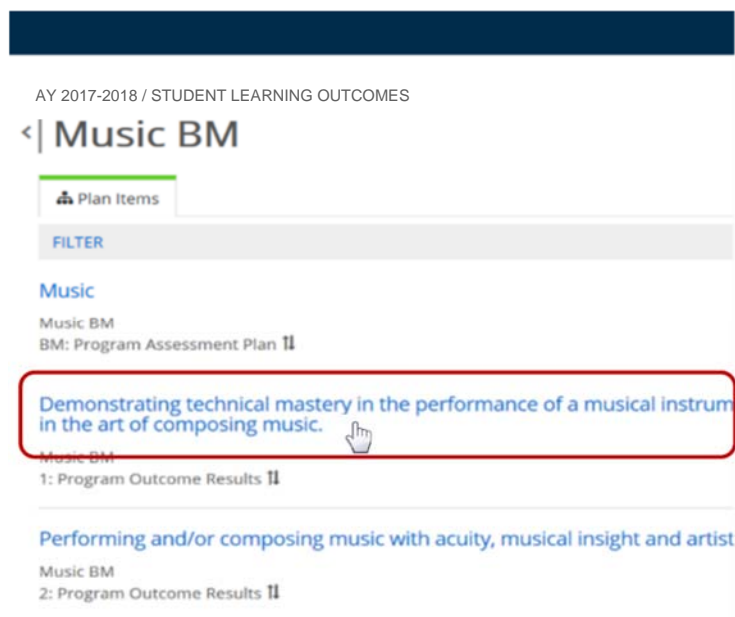 AY 2017-2018 / STUDENT LEARNING OUTCOMES
Music BM
Plan Items
FILTER
Music
Music BM
BM: Program Assessment Plan
Demonstrating technical mastery in the performance of a musical instrum
in the art of composing music.
Music BM
1: Program Outcome Results
Performing and/or composing music with acuity, musical insight and artist
Music BM
2: Program Outcome Results